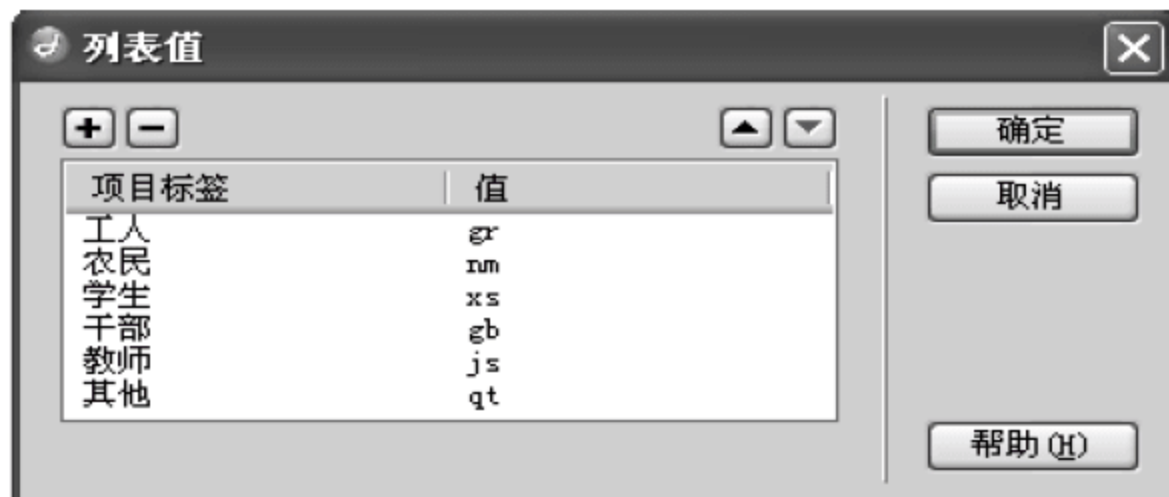 列表值
确定
取消
项目标签 值
工人 gr
农民 nm
学生 xs
干部 gb
教师 js
其他 qt
帮助(H)